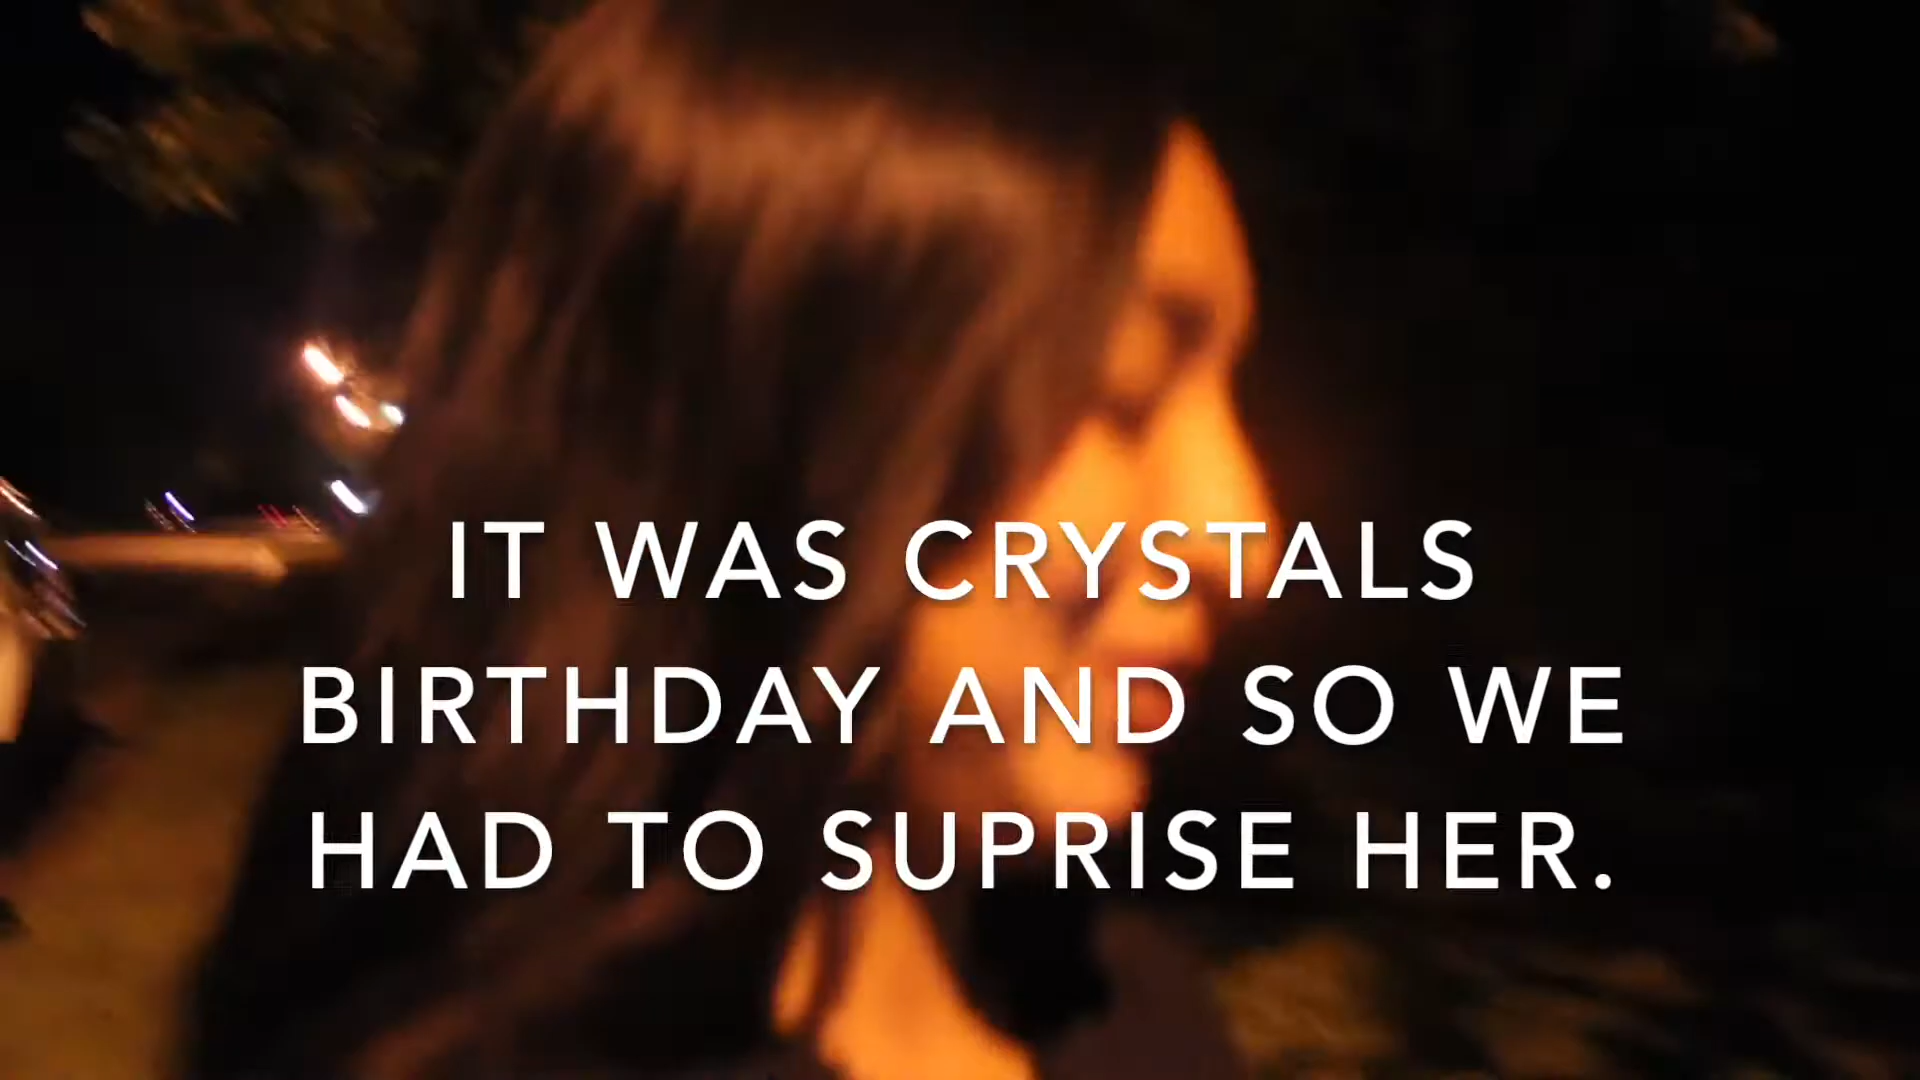 IT WAS CRYSTALS
BIRTHDAY AND SO WE
HAD TO SUPRISE HER.